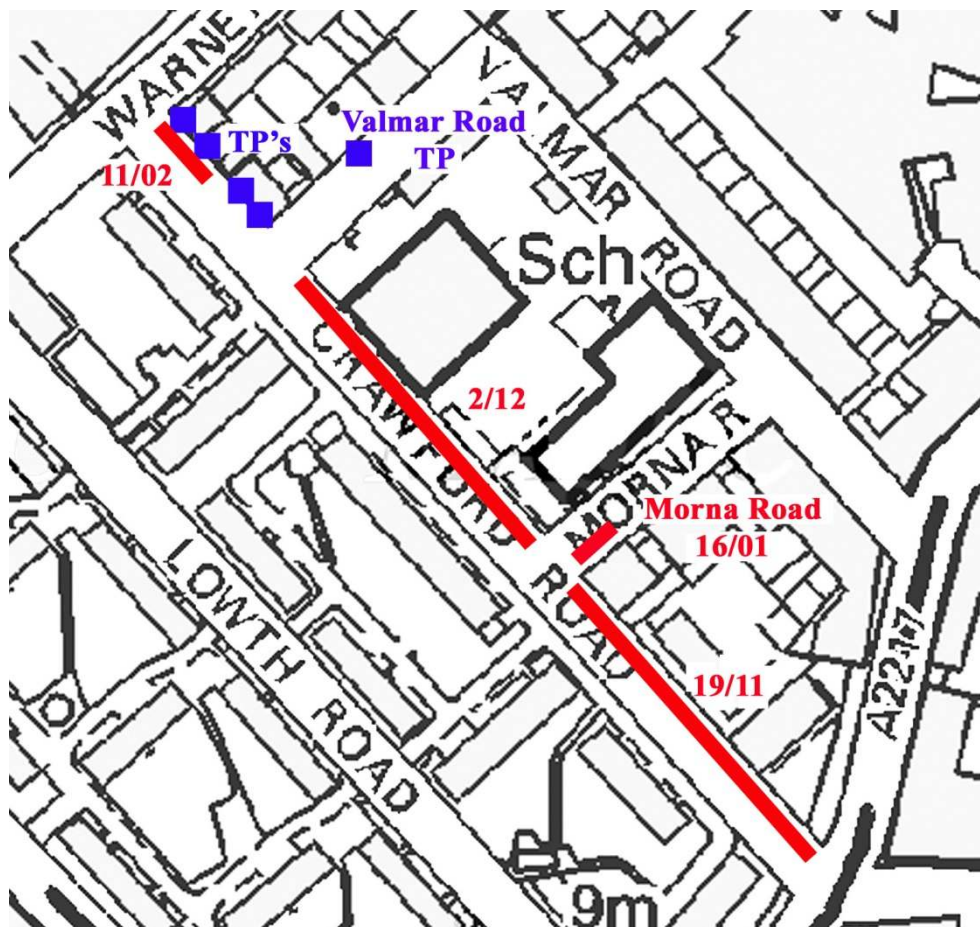 WARNE
VALMAR ROAD
Valmar Road
TP
TP's
11/02
Sch
CRAWFORD ROAD
2/12
MORNA R
Morna Road
16/01
LOWTH ROAD
19/11
A2217
9m